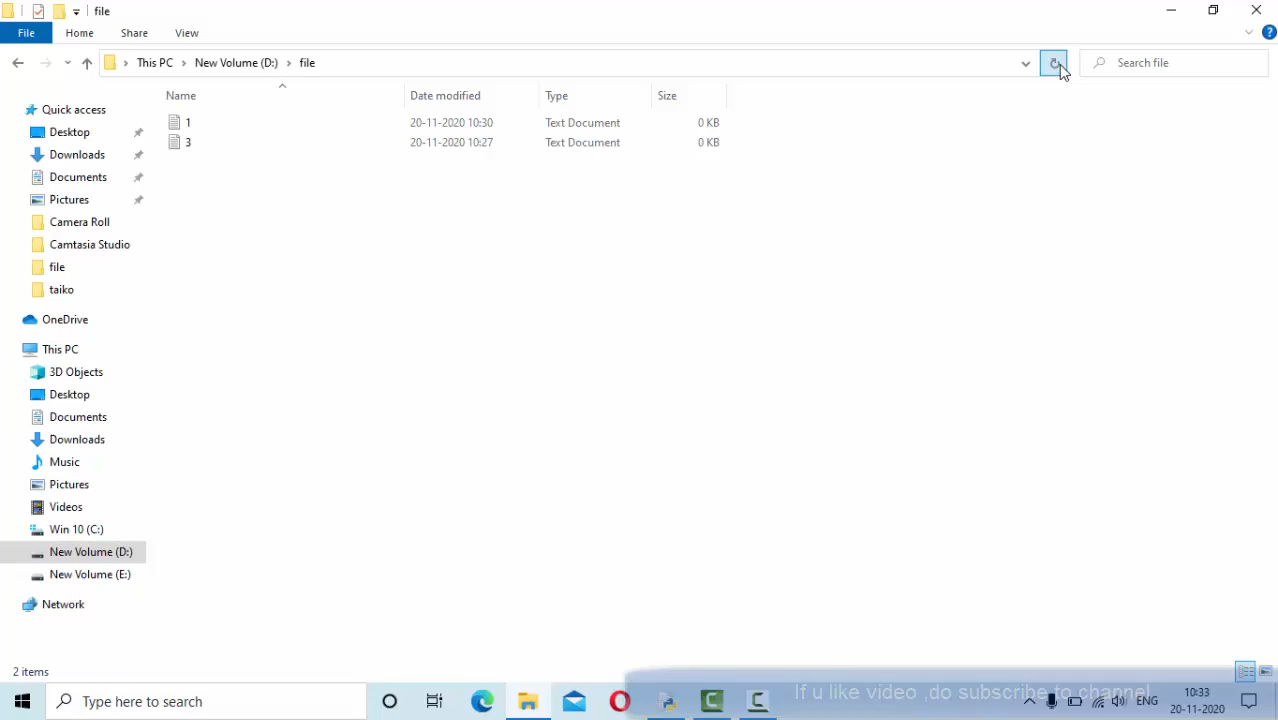 file
File
Home
Share
View
This PC
New Volume (D:)
file
Search file
Name
Date modified
Type
Size
1
20-11-2020 10:30
Text Document
0 KB
3
20-11-2020 10:27
Text Document
0 KB
Quick access
Desktop
Downloads
Documents
Pictures
Camera Roll
Camtasia Studio
file
taiko
OneDrive
This PC
3D Objects
Desktop
Documents
Downloads
Music
Pictures
Videos
Win 10 (C:)
New Volume (D:)
New Volume (E:)
Network
2 items
Type here to search
If u like video ,do subscribe to channel
ENG
10:33
20-11-2020